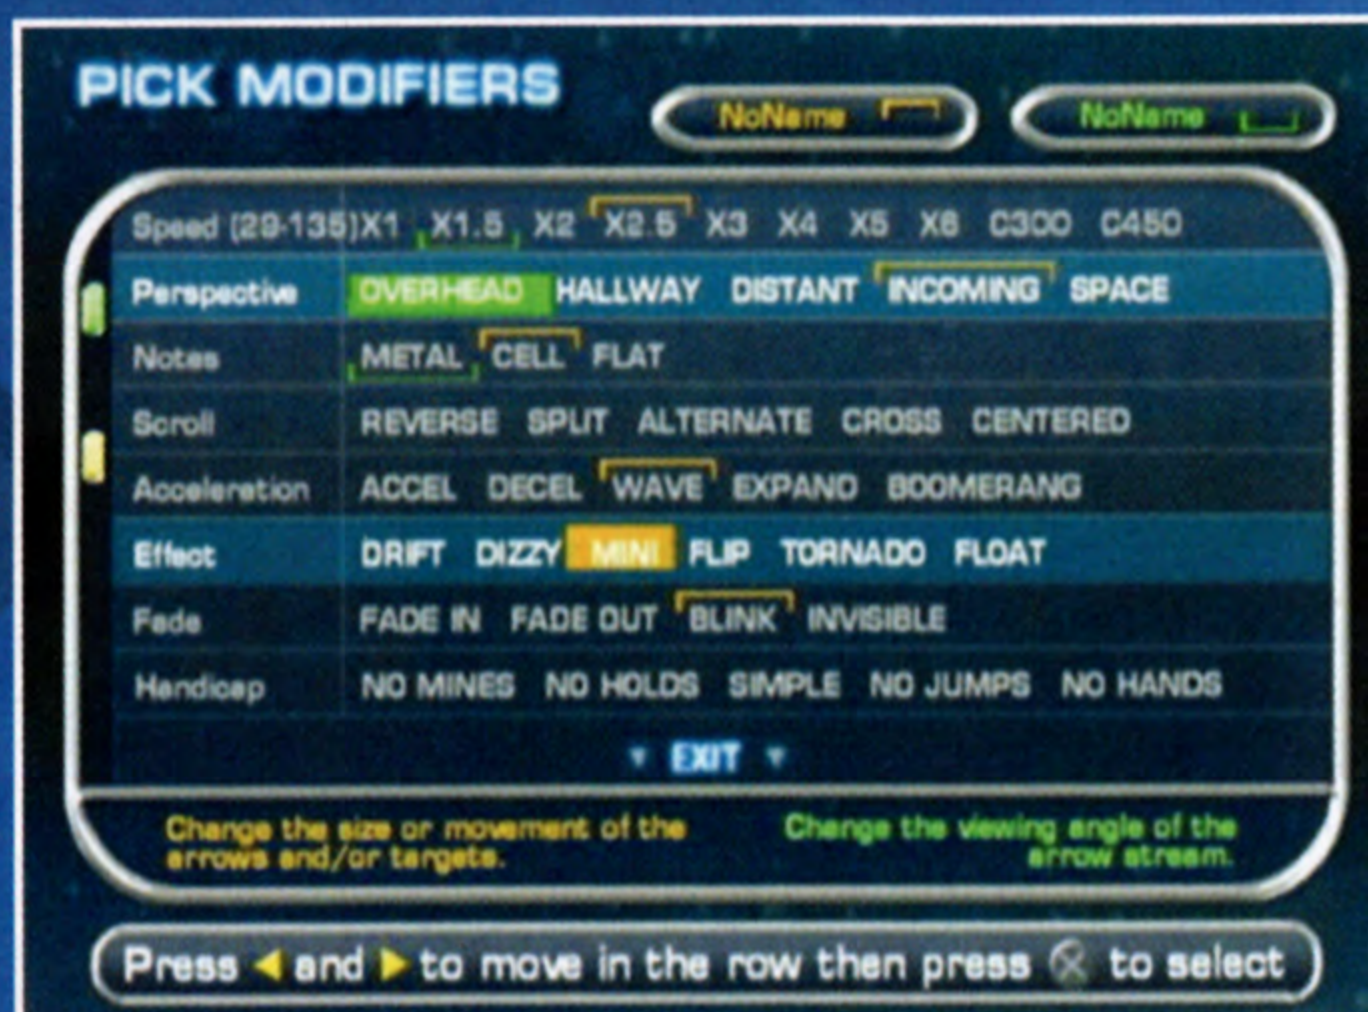 PICK MODIFIERS
NoName NoName
Speed (29-135) X1 X1.5 X2 X2.5 X3 X4 X5 X6 C300 C450
Perspective OVERHEAD HALLWAY DISTANT INCOMING SPACE
Notes METAL CELL FLAT
Scroll REVERSE SPLIT ALTERNATE CROSS CENTERED
Acceleration ACCEL DECEL WAVE EXPAND BOOMERANG
Effect DRIFT DIZZY MINI FLIP TORNADO FLOAT
Fade FADE IN FADE OUT BLINK INVISIBLE
Handicap NO MINES NO HOLDS SIMPLE NO JUMPS NO HANDS
EXIT
Change the size or movement of the
arrows and/or targets.
Change the viewing angle of the
arrow stream.
Press ◀ and ▶ to move in the row then press ⓧ to select